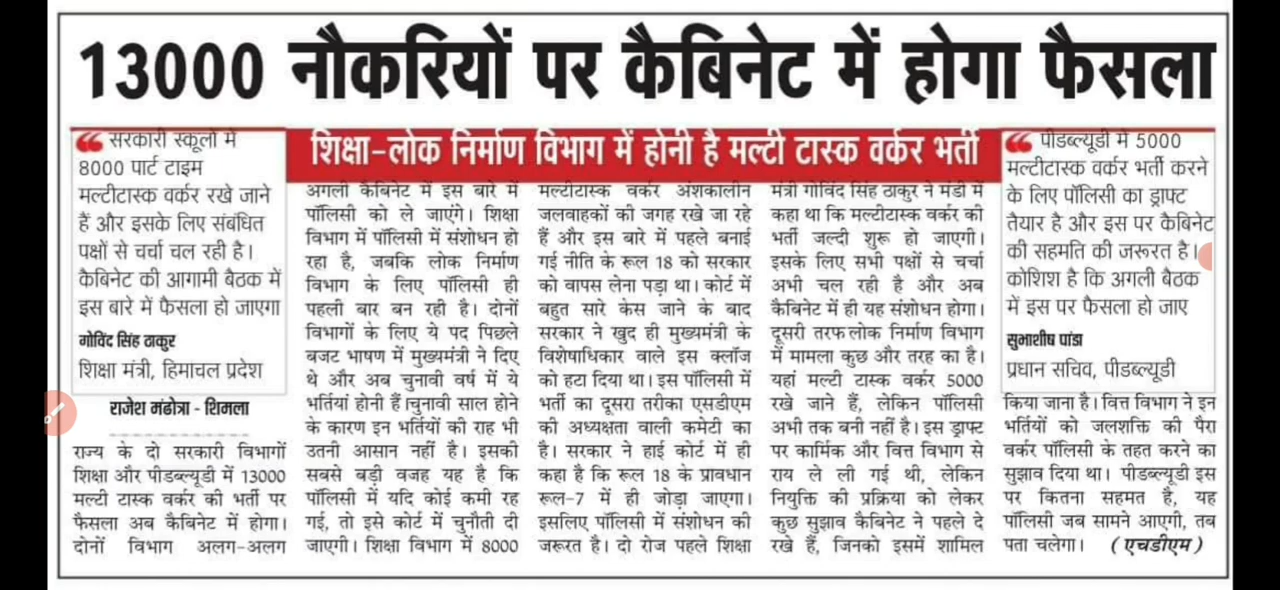 13000 नौकरियों पर कैबिनेट में होगा फैसला
शिक्षा-लोक निर्माण विभाग में होनी है मल्टी टास्क वर्कर भर्ती
सरकारी स्कूलों में
8000 पार्ट टाइम
मल्टीटास्क वर्कर रखे जाने
हैं और इसके लिए संबंधित
पक्षों से चर्चा चल रही है।
कैबिनेट की आगामी बैठक में
इस बारे में फैसला हो जाएगा
गोविंद सिंह ठाकुर
शिक्षा मंत्री, हिमाचल प्रदेश
राजेश मंढोत्रा - शिमला
राज्य के दो सरकारी विभागों
शिक्षा और पीडब्ल्यूडी में 13000
मल्टी टास्क वर्कर की भर्ती पर
फैसला अब कैबिनेट में होगा।
दोनों विभाग अलग-अलग
अगली कैबिनेट में इस बारे में
पॉलिसी को ले जाएंगे। शिक्षा
विभाग में पॉलिसी में संशोधन हो
रहा है, जबकि लोक निर्माण
विभाग के लिए पॉलिसी ही
पहली बार बन रही है। दोनों
विभागों के लिए ये पद पिछले
बजट भाषण में मुख्यमंत्री ने दिए
थे और अब चुनावी वर्ष में ये
भर्तियां होनी हैं।चुनावी साल होने
के कारण इन भर्तियों की राह भी
उतनी आसान नहीं है। इसकी
सबसे बड़ी वजह यह है कि
पॉलिसी में यदि कोई कमी रह
गई, तो इसे कोर्ट में चुनौती दी
जाएगी। शिक्षा विभाग में 8000
मल्टीटास्क वर्कर अंशकालीन
जलवाहकों की जगह रखे जा रहे
हैं और इस बारे में पहले बनाई
गई नीति के रूल 18 को सरकार
को वापस लेना पड़ा था। कोर्ट में
बहुत सारे केस जाने के बाद
सरकार ने खुद ही मुख्यमंत्री के
विशेषाधिकार वाले इस क्लॉज
को हटा दिया था। इस पॉलिसी में
भर्ती का दूसरा तरीका एसडीएम
की अध्यक्षता वाली कमेटी का
है। सरकार ने हाई कोर्ट में ही
कहा है कि रूल 18 के प्रावधान
रूल-7 में ही जोड़ा जाएगा।
इसलिए पॉलिसी में संशोधन की
जरूरत है। दो रोज पहले शिक्षा
मंत्री गोविंद सिंह ठाकुर ने मंडी में
कहा था कि मल्टीटास्क वर्कर की
भर्ती जल्दी शुरू हो जाएगी।
इसके लिए सभी पक्षों से चर्चा
अभी चल रही है और अब
कैबिनेट में ही यह संशोधन होगा।
दूसरी तरफ लोक निर्माण विभाग
में मामला कुछ और तरह का है।
यहां मल्टी टास्क वर्कर 5000
रखे जाने हैं, लेकिन पॉलिसी
अभी तक बनी नहीं है। इस ड्राफ्ट
पर कार्मिक और वित्त विभाग से
राय ले ली गई थी, लेकिन
नियुक्ति की प्रक्रिया को लेकर
कुछ सुझाव कैबिनेट ने पहले दे
रखे हैं, जिनको इसमें शामिल
पीडब्ल्यूडी में 5000
मल्टीटास्क वर्कर भर्ती करने
के लिए पॉलिसी का ड्राफ्ट
तैयार है और इस पर कैबिनेट
की सहमति की जरूरत है।
कोशिश है कि अगली बैठक
में इस पर फैसला हो जाए
सुभाशीष पांडा
प्रधान सचिव, पीडब्ल्यूडी
किया जाना है। वित्त विभाग ने इन
भर्तियों को जलशक्ति की पैरा
वर्कर पॉलिसी के तहत करने का
सुझाव दिया था। पीडब्ल्यूडी इस
पर कितना सहमत है, यह
पॉलिसी जब सामने आएगी, तब
पता चलेगा। (एचडीएम)